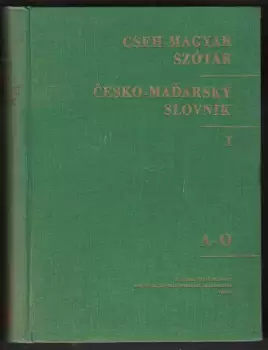 CSEH-MAGYAR
SZÓTÁR
ČESKO-MAĎARSKÝ
SLOVNÍK
I
A-Q